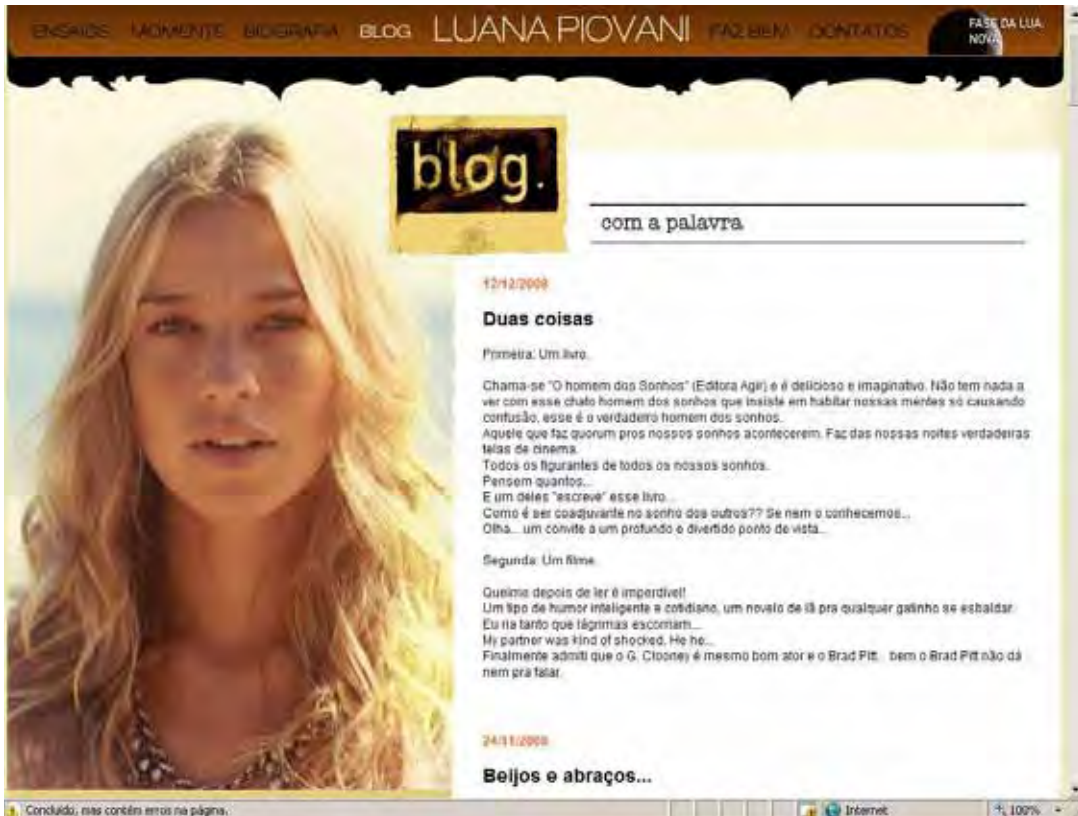 ENSAIOS MOMENTE BIOGRAFIA BLOG LUANA PIOVANI FAZ BEM CONTATOS FASE DA LUA:
NOVA
blog.
com a palavra
12/12/2008
Duas coisas
Primeira: Um livro.
Chama-se "O homem dos Sonhos" (Editora Agir) e é delicioso e imaginativo. Não tem nada a
ver com esse chato homem dos sonhos que insiste em habitar nossas mentes só causando
confusão, esse é o verdadeiro homem dos sonhos.
Aquele que faz quorum pros nossos sonhos acontecerem. Faz das nossas noites verdadeiras
telas de cinema.
Todos os figurantes de todos os nossos sonhos.
Pensem quantos...
E um deles "escreve" esse livro...
Como é ser coadjuvante no sonho dos outros?? Se nem o conhecemos...
Olha... um convite a um profundo e divertido ponto de vista...
Segunda: Um filme.
Queime depois de ler é imperdível!
Um tipo de humor inteligente e cotidiano, um novelo de lã pra qualquer gatinho se esbaldar.
Eu ria tanto que lágrimas escorriam...
My partner was kind of shocked. He he...
Finalmente admiti que o G. Clooney é mesmo bom ator e o Brad Pitt... bem o Brad Pitt não dá
nem pra falar.
24/11/2008
Beijos e abraços...
Concluído, mas contém erros na página. Internet 100%